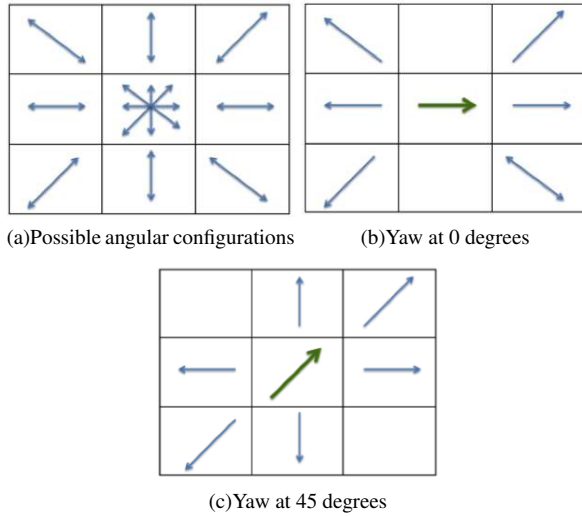 (a)Possible angular configurations
(b)Yaw at 0 degrees
(c)Yaw at 45 degrees